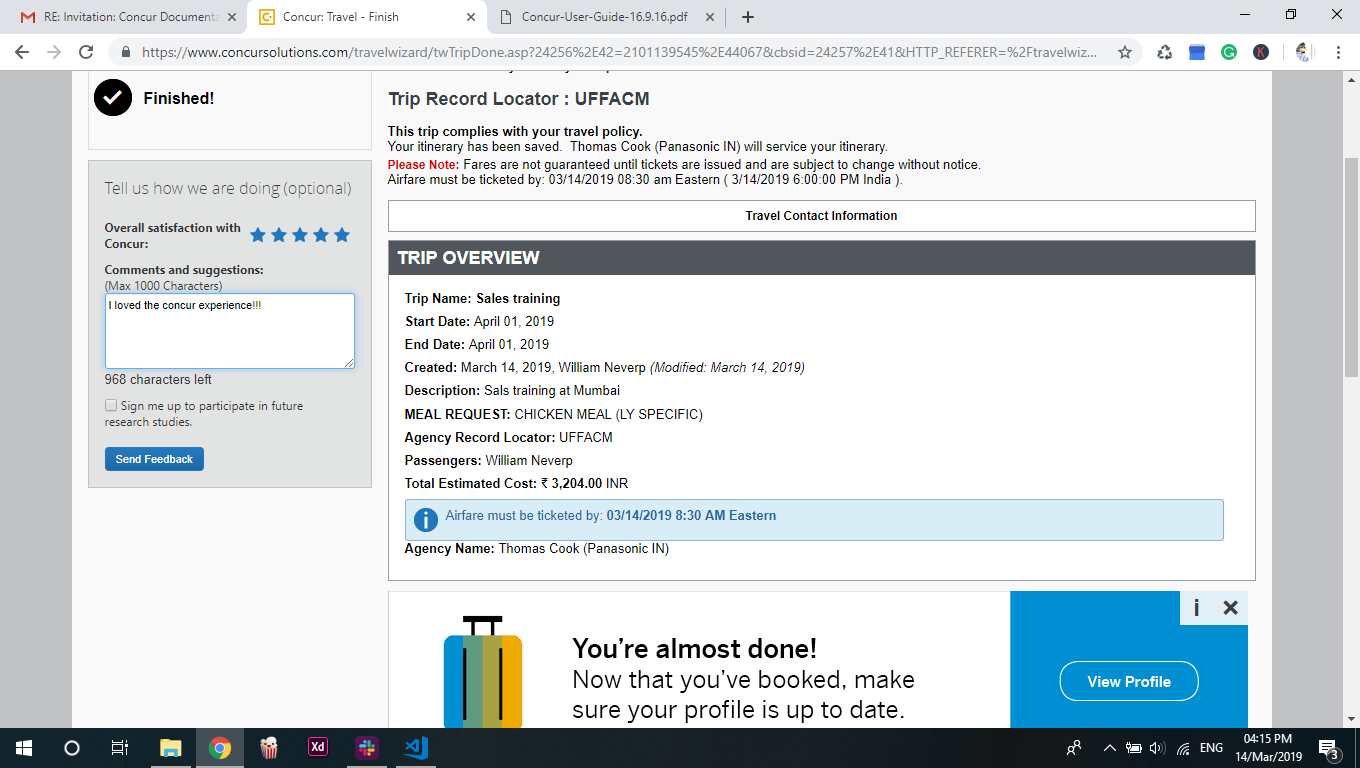 RE: Invitation: Concur Documenta
Concur: Travel - Finish
Concur-User-Guide-16.9.16.pdf
https://www.concursolutions.com/travelwizard/twTripDone.asp?24256%2E42=2101139545%2E44067&cbsid=24257%2E41&HTTP_REFERER=%2Ftravelwiz...
Finished!
Tell us how we are doing (optional)
Overall satisfaction with
Concur:
Comments and suggestions:
(Max 1000 Characters)
I loved the concur experience!!!
968 characters left
Sign me up to participate in future
research studies.
Send Feedback
Trip Record Locator : UFFACM
This trip complies with your travel policy.
Your itinerary has been saved. Thomas Cook (Panasonic IN) will service your itinerary.
Please Note: Fares are not guaranteed until tickets are issued and are subject to change without notice.
Airfare must be ticketed by: 03/14/2019 08:30 am Eastern ( 3/14/2019 6:00:00 PM India ).
Travel Contact Information
TRIP OVERVIEW
Trip Name: Sales training
Start Date: April 01, 2019
End Date: April 01, 2019
Created: March 14, 2019, William Neverp (Modified: March 14, 2019)
Description: Sals training at Mumbai
MEAL REQUEST: CHICKEN MEAL (LY SPECIFIC)
Agency Record Locator: UFFACM
Passengers: William Neverp
Total Estimated Cost: ₹ 3,204.00 INR
i
Airfare must be ticketed by: 03/14/2019 8:30 AM Eastern
Agency Name: Thomas Cook (Panasonic IN)
i
You're almost done!
Now that you've booked, make
sure your profile is up to date.
View Profile
Xd
ENG
04:15 PM
14/Mar/2019
3